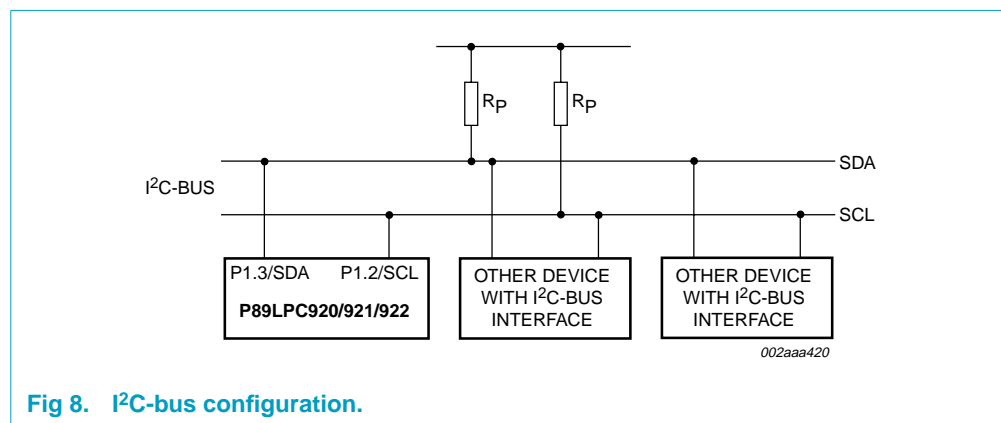 RP RP
SDA
I2C-BUS
SCL
P1.3/SDA P1.2/SCL
P89LPC920/921/922
OTHER DEVICE
WITH I2C-BUS
INTERFACE
OTHER DEVICE
WITH I2C-BUS
INTERFACE
002aaa420
Fig 8. I2C-bus configuration.